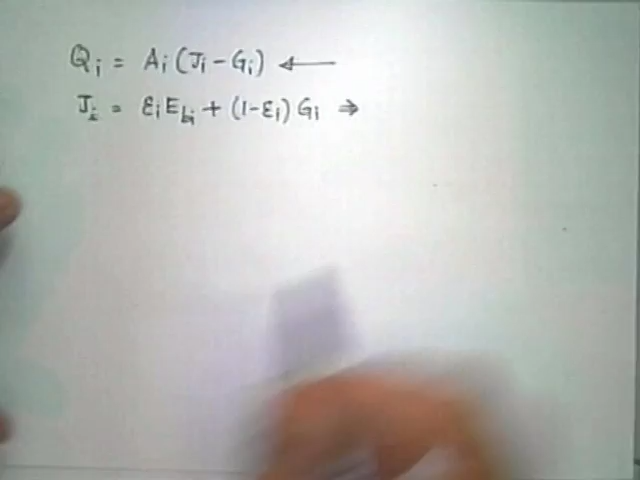 Qi = Ai (Ji – Gi) ←
Ji = εi Ebi + (1-εi) Gi ⇒